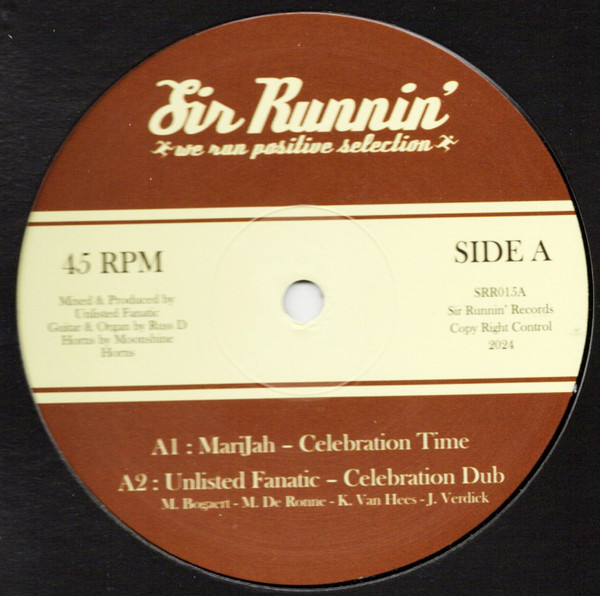 Sir Runnin'
we run positive selection
45 RPM
Mixed & Produced by
Unlisted Fanatic
Guitar & Organ by Russ D
Horns by Moonshine
Horns
SIDE A
SRR015A
Sir Runnin' Records
Copy Right Control
2024
A1 : MariJah – Celebration Time
A2 : Unlisted Fanatic – Celebration Dub
M. Bogaert - M. De Ronne - K. Van Hees - J. Verdick